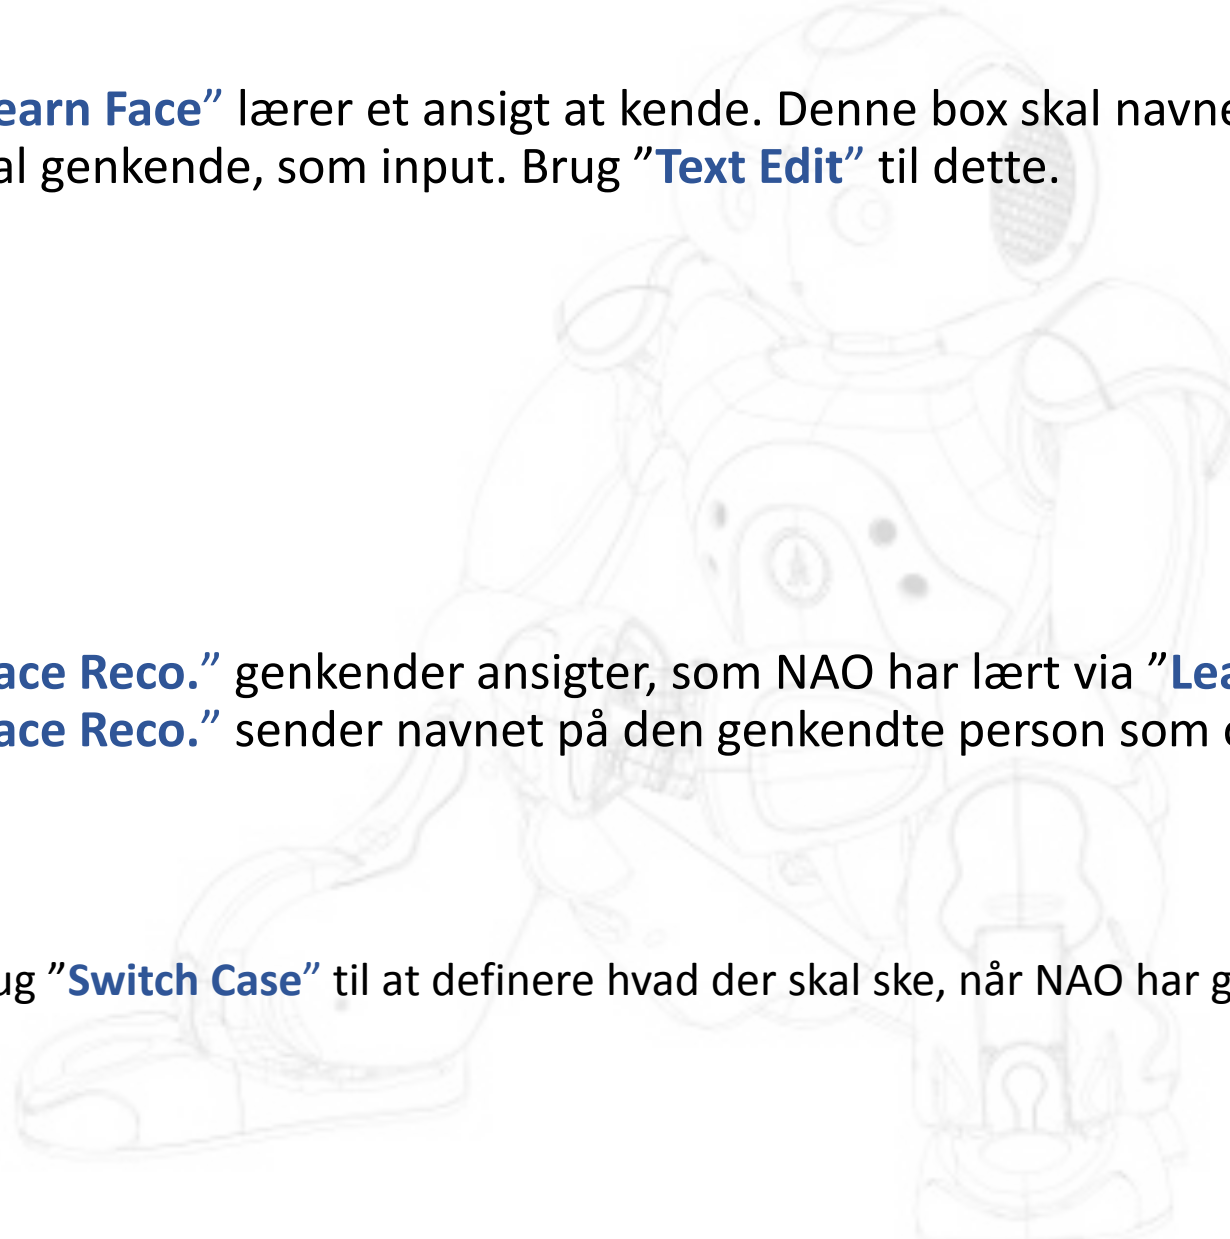 earn Face” lærer et ansigt at kende. Denne box skal navne
al genkende, som input. Brug ”Text Edit” til dette.
ace Reco.” genkender ansigter, som NAO har lært via ”Lea
ace Reco.” sender navnet på den genkendte person som
ug ”Switch Case” til at definere hvad der skal ske, når NAO har g